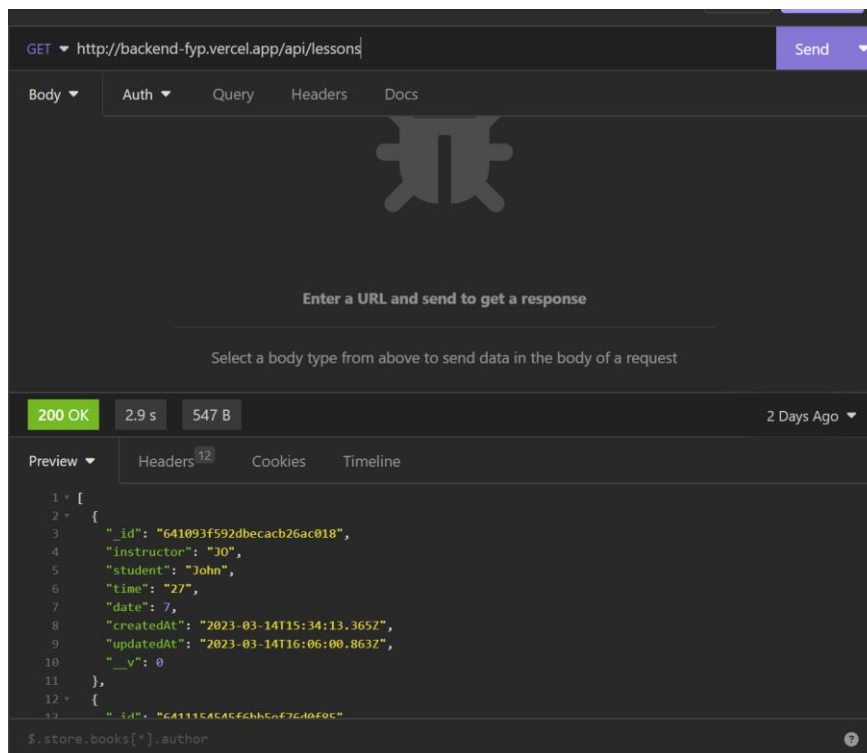 GET http://backend-fyp.vercel.app/api/lessons Send
Body Auth Query Headers Docs
Enter a URL and send to get a response
Select a body type from above to send data in the body of a request
200 OK 2.9 s 547 B 2 Days Ago
Preview Headers 12 Cookies Timeline
1 [
2 {
3 "_id": "641093f592dbecacb26ac018",
4 "instructor": "JO",
5 "student": "John",
6 "time": "27",
7 "date": 7,
8 "createdAt": "2023-03-14T15:34:13.365Z",
9 "updatedAt": "2023-03-14T16:06:00.863Z",
10 "__v": 0
11 },
12 {
13 "_id":
$.store.books[*].author ?